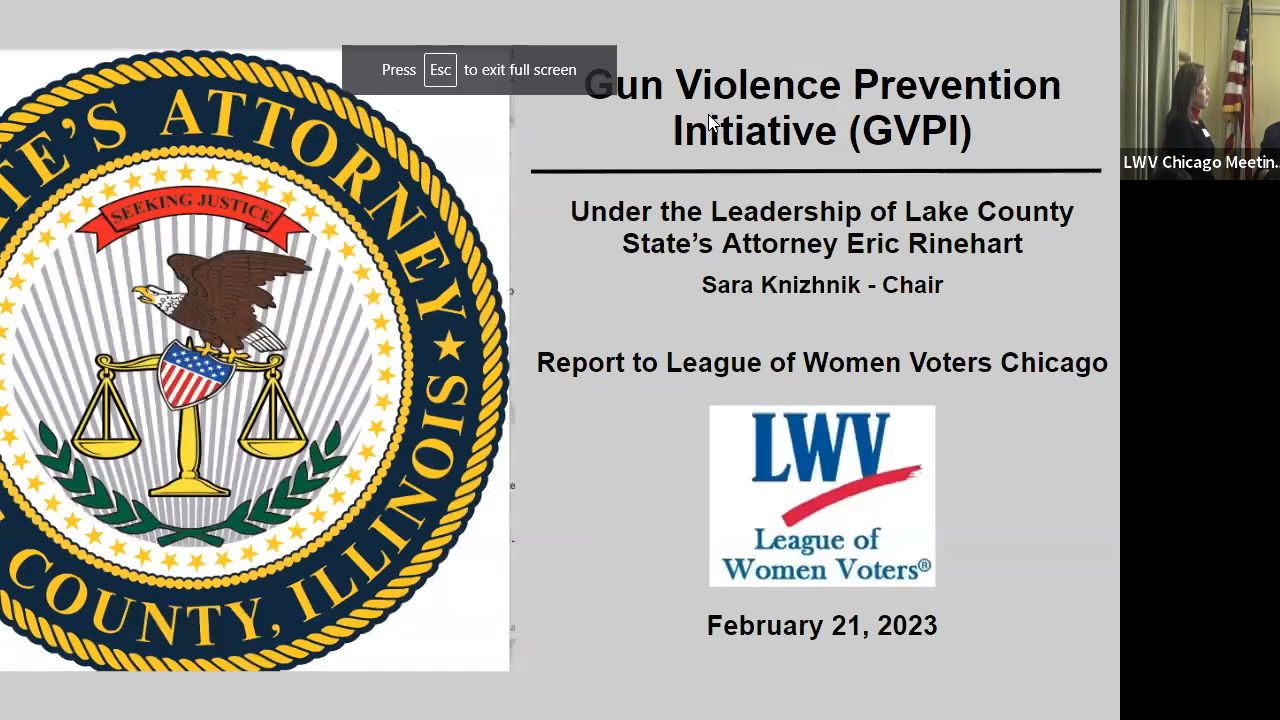 Press Esc to exit full screen
Gun Violence Prevention
Initiative (GVPI)
Under the Leadership of Lake County
State's Attorney Eric Rinehart
Sara Knizhnik - Chair
Report to League of Women Voters Chicago
LWV
League of
Women Voters®
February 21, 2023
TE'S ATTORNEY
SEEKING JUSTICE
COUNTY, ILLINOIS
LWV Chicago Meetin...